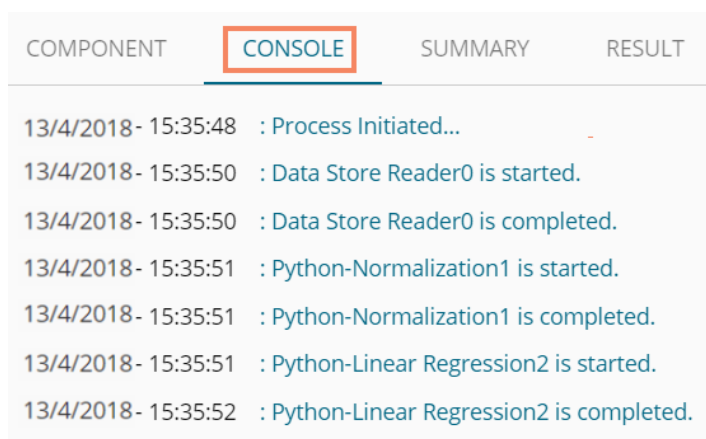 COMPONENT CONSOLE SUMMARY RESULT
13/4/2018 - 15:35:48 : Process Initiated...
13/4/2018 - 15:35:50 : Data Store Reader0 is started.
13/4/2018 - 15:35:50 : Data Store Reader0 is completed.
13/4/2018 - 15:35:51 : Python-Normalization1 is started.
13/4/2018 - 15:35:51 : Python-Normalization1 is completed.
13/4/2018 - 15:35:51 : Python-Linear Regression2 is started.
13/4/2018 - 15:35:52 : Python-Linear Regression2 is completed.